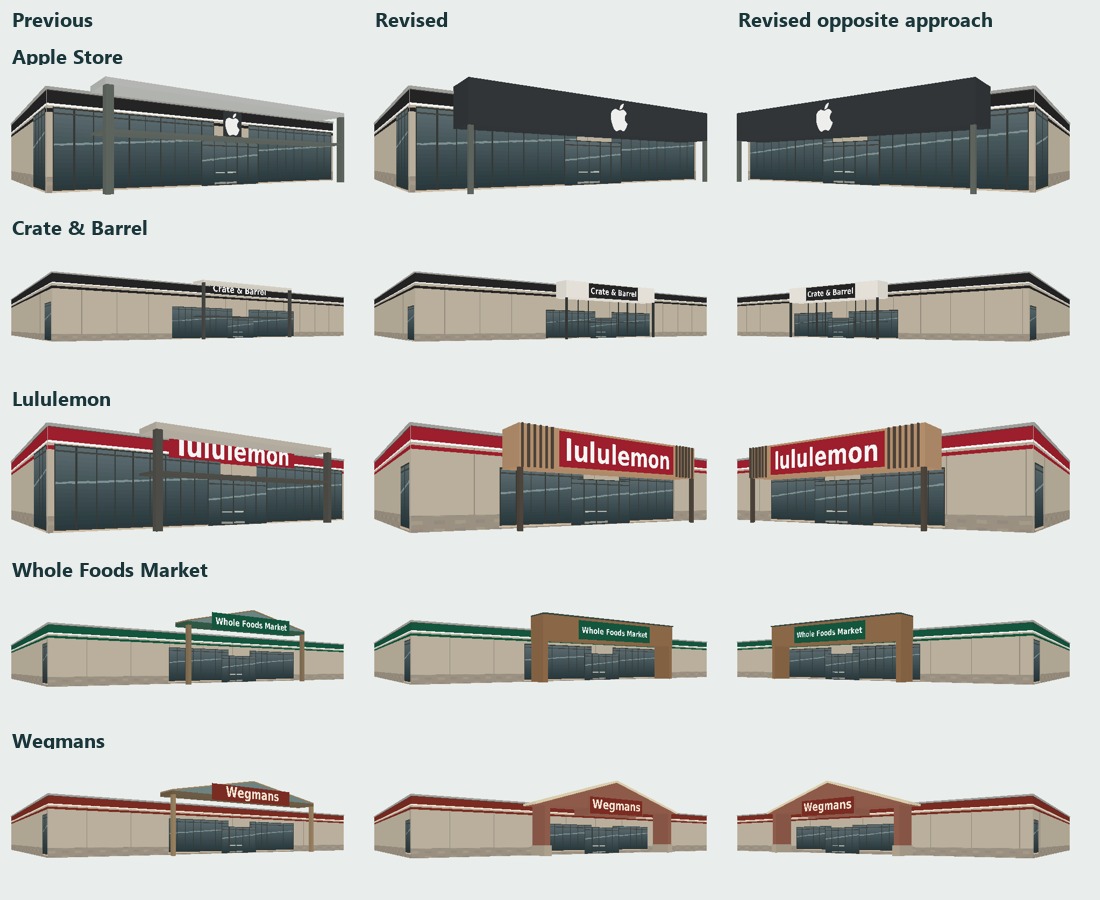 Previous
Revised
Revised opposite approach
Apple Store
Crate & Barrel
Crate & Barrel
Crate & Barrel
Crate & Barrel
Lululemon
lululemon
lululemon
lululemon
Whole Foods Market
Whole Foods Market
Whole Foods Market
Whole Foods Market
Wegmans
Wegmans
Wegmans
Wegmans